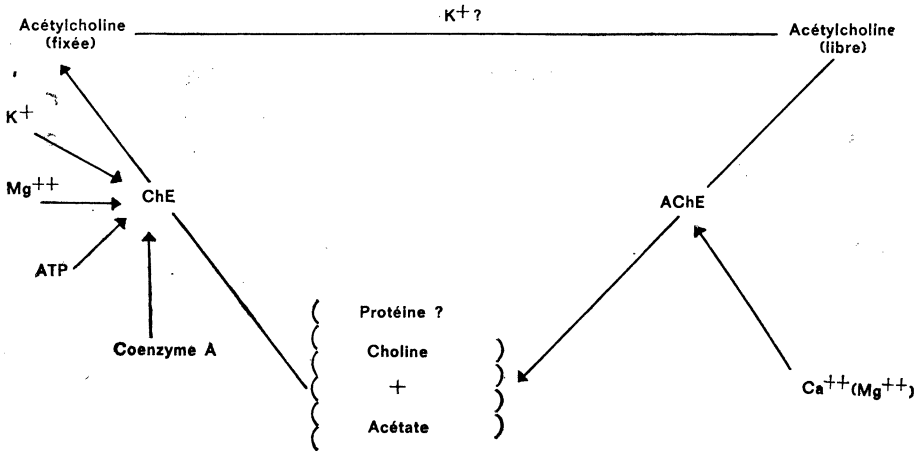 K+ ?
Acétylcholine
(fixée)
Acétylcholine
(libre)
K+
Mg++
ChE
AChE
ATP
Coenzyme A
Protéine ?
Choline
+
Acétate
Ca++(Mg++)